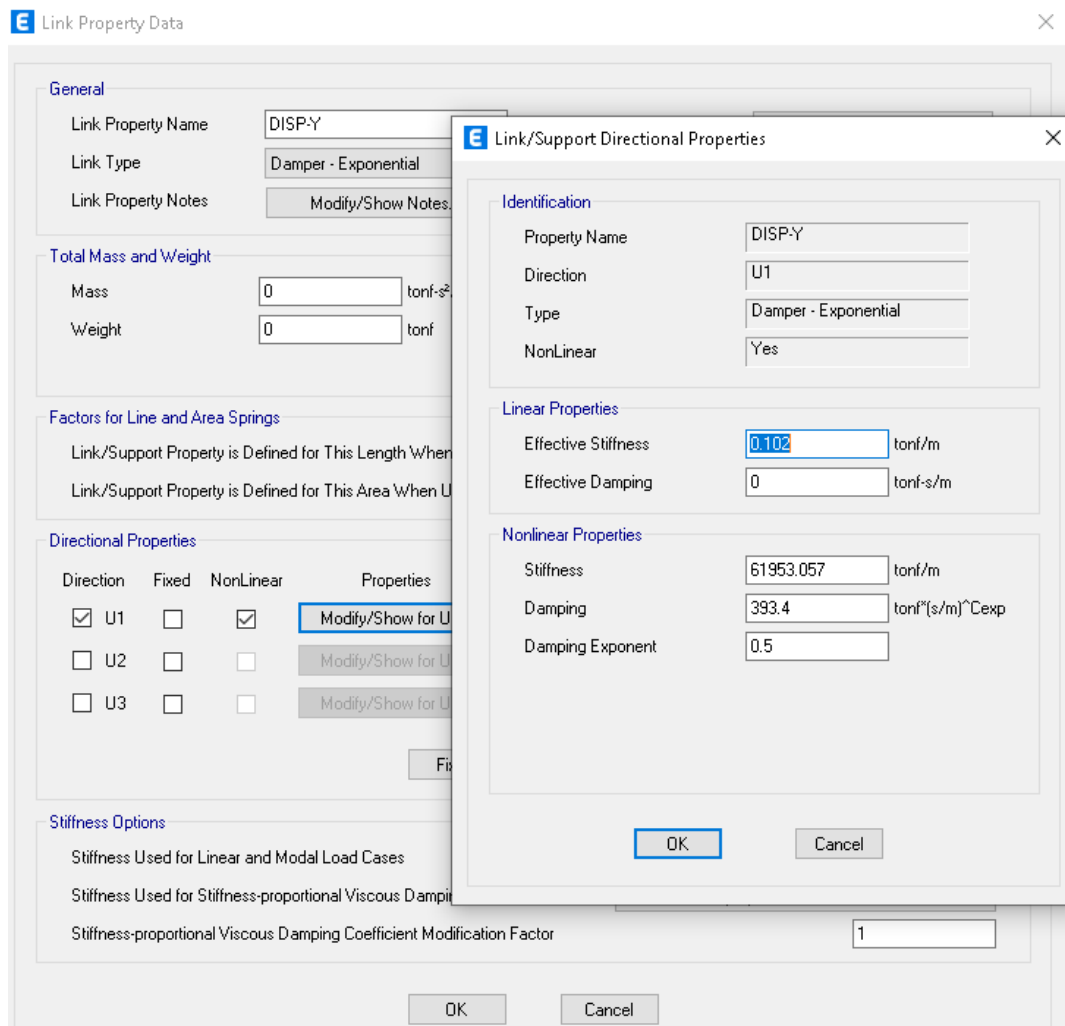 E Link Property Data
General
Link Property Name DISP-Y
Link Type Damper - Exponential
Link Property Notes Modify/Show Notes.
Total Mass and Weight
Mass 0 tonf-s²
Weight 0 tonf
Factors for Line and Area Springs
Link/Support Property is Defined for This Length When
Link/Support Property is Defined for This Area When U
Directional Properties
Direction Fixed NonLinear Properties
U1 Modify/Show for U
U2 Modify/Show for U
U3 Modify/Show for U
Stiffness Options
Stiffness Used for Linear and Modal Load Cases
Stiffness Used for Stiffness-proportional Viscous Dampi
Stiffness-proportional Viscous Damping Coefficient Modification Factor 1
OK Cancel
E Link/Support Directional Properties
Identification
Property Name DISP-Y
Direction U1
Type Damper - Exponential
NonLinear Yes
Linear Properties
Effective Stiffness 0.102 tonf/m
Effective Damping 0 tonf-s/m
Nonlinear Properties
Stiffness 61953.057 tonf/m
Damping 393.4 tonf*(s/m)^Cexp
Damping Exponent 0.5
OK Cancel